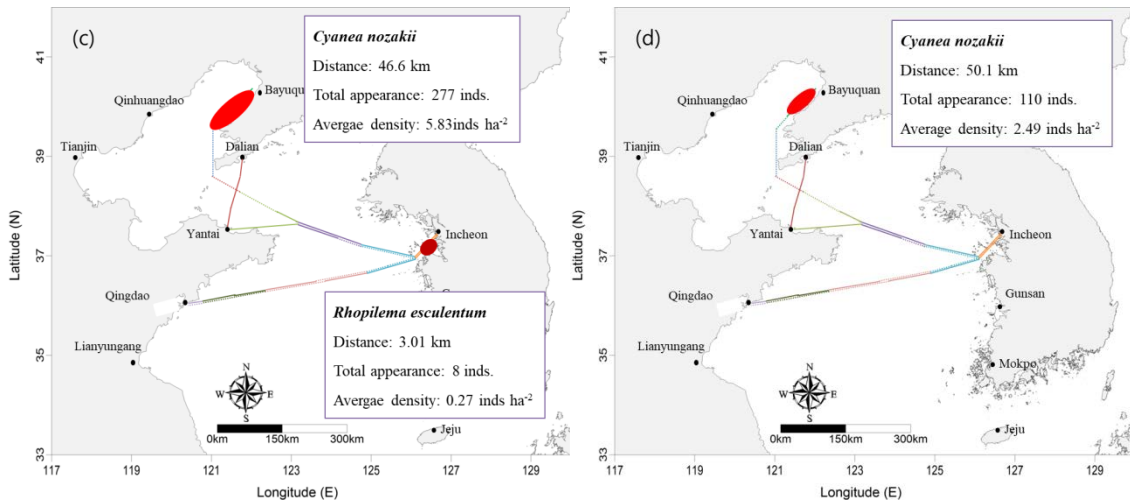 (c)
Cyanea nozakii
Distance: 46.6 km
Total appearance: 277 inds.
Avergae density: 5.83inds ha-2
Bayuquan
Qinhuangdao
Tianjin
Dalian
Yantai
Incheon
Qingdao
G
Rhopilema esculentum
Distance: 3.01 km
Total appearance: 8 inds.
Avergae density: 0.27 inds ha-2
Lianyungang
N
W E
S
0km 150km 300km
Jeju
Latitude (N)
41
39
37
35
33
117 119 121 123 125 127 129
Longitude (E)
(d)
Cyanea nozakii
Distance: 50.1 km
Total appearance: 110 inds.
Average density: 2.49 inds ha-2
Bayuquan
Qinhuangdao
Tianjin
Dalian
Yantai
Incheon
Qingdao
Gunsan
Lianyungang
Mokpo
N
W E
S
0km 150km 300km
Jeju
Latitude (N)
41
39
37
35
33
117 119 121 123 125 127 129
Longitude (E)